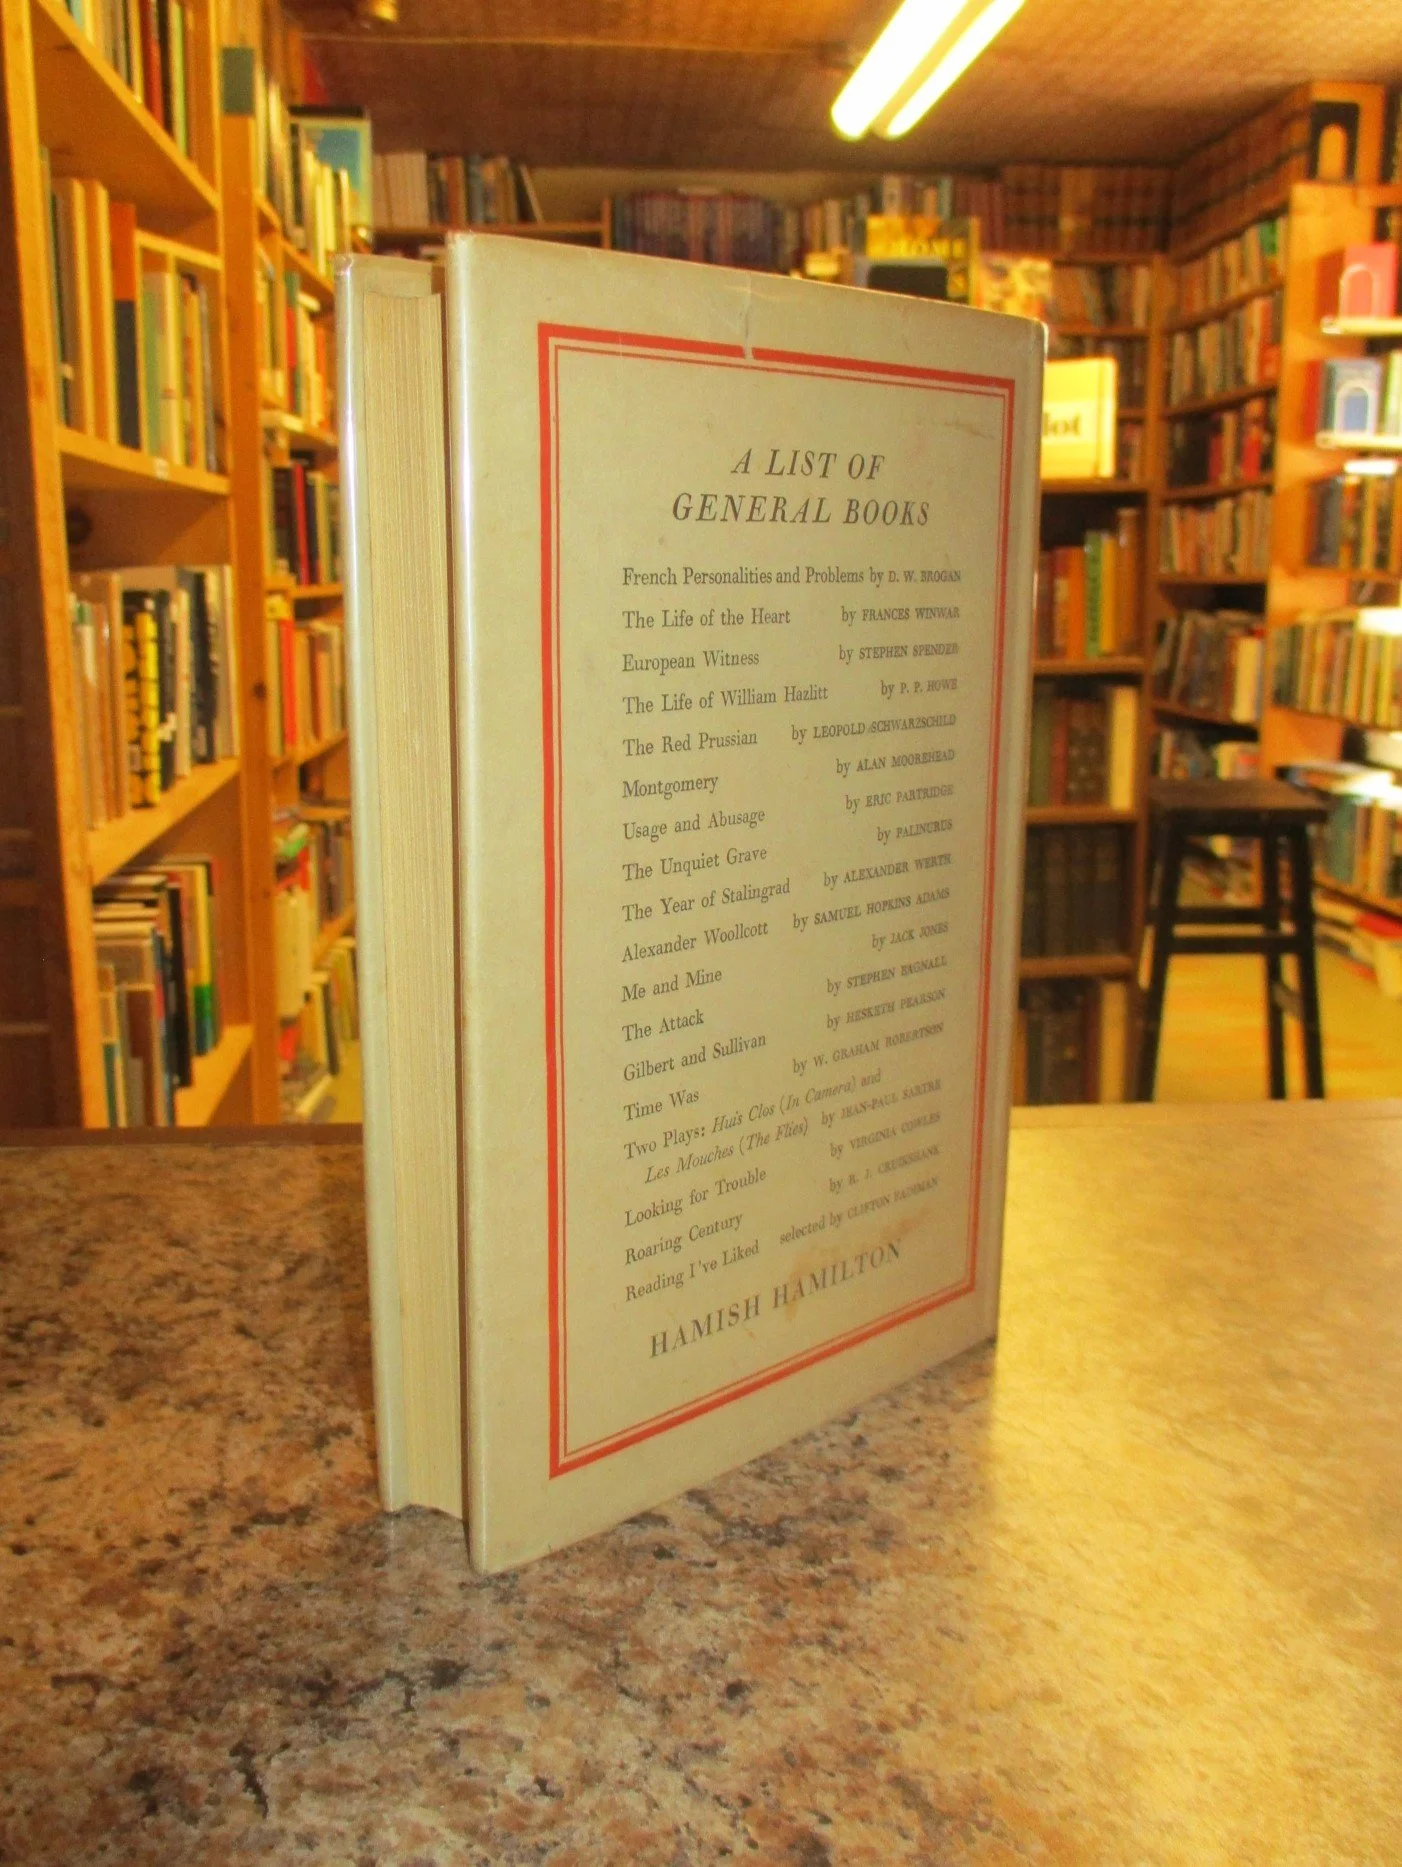 HOME
lot
A LIST OF
GENERAL BOOKS
French Personalities and Problems by D. W. BROGAN
The Life of the Heart by FRANCES WINWAR
European Witness by STEPHEN SPENDER
The Life of William Hazlitt by P. P. HOWE
The Red Prussian by LEOPOLD SCHWARZSCHILD
Montgomery by ALAN MOOREHEAD
Usage and Abusage by ERIC PARTRIDGE
The Unquiet Grave by PALINURUS
The Year of Stalingrad by ALEXANDER WERTH
Alexander Woollcott by SAMUEL HOPKINS ADAMS
Me and Mine by JACK JONES
The Attack by STEPHEN BAGNALL
Gilbert and Sullivan by HESKETH PEARSON
Time Was by W. GRAHAM ROBERTSON
Two Plays: Huis Clos (In Camera) and
Les Mouches (The Flies) by JEAN-PAUL SARTRE
Looking for Trouble by VIRGINIA COWLES
Roaring Century by R. J. CRUIKSHANK
Reading I've Liked selected by CLIFTON FADIMAN
HAMISH HAMILTON